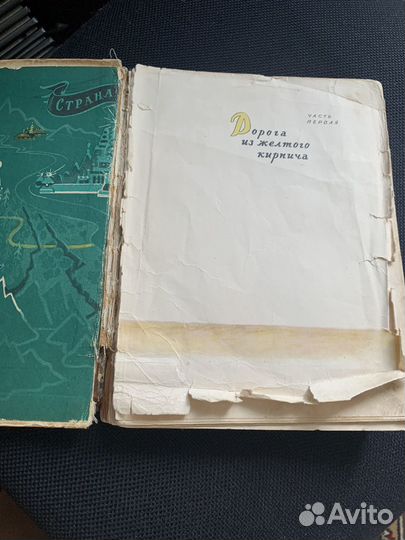 СТРАНА
ЧАСТЬ
ПЕРВАЯ
Дорога
из желтого
кирпича
Avito